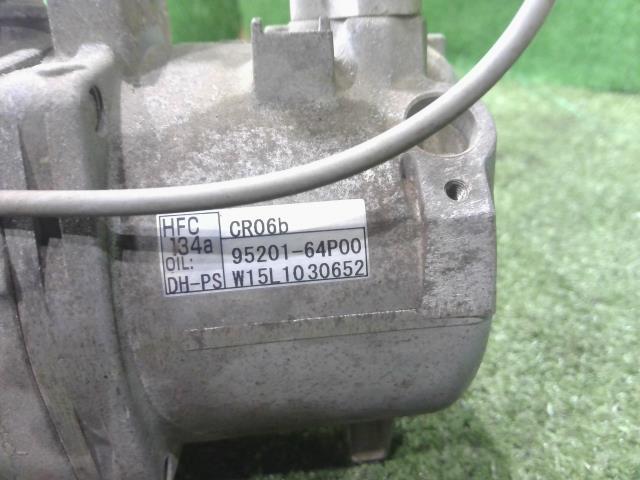 HFC
134a
OIL:
DH-PS
CR06b
95201-64P00
W15L1030652